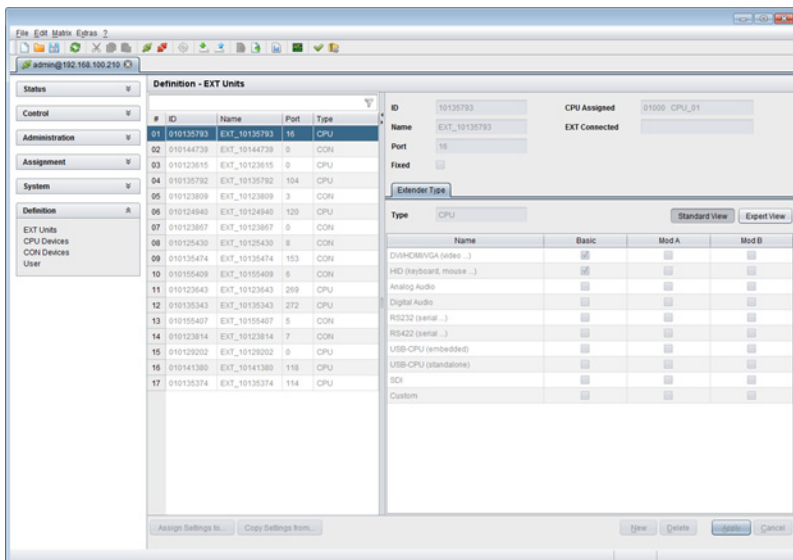 File Edit Matrix Extras ?
admin@192.168.100.210
Status
Control
Administration
Assignment
System
Definition
EXT Units
CPU Devices
CON Devices
User
Definition - EXT Units
# ID Name Port Type
01 010135793 EXT_10135793 16 CPU
02 010144739 EXT_10144739 0 CON
03 010123615 EXT_10123615 0 CPU
04 010135792 EXT_10135792 104 CPU
05 010123809 EXT_10123809 3 CON
06 010124940 EXT_10124940 120 CPU
07 010123867 EXT_10123867 0 CON
08 010125430 EXT_10125430 8 CON
09 010135474 EXT_10135474 153 CPU
10 010155409 EXT_10155409 6 CON
11 010123643 EXT_10123643 269 CPU
12 010135343 EXT_10135343 272 CPU
13 010155407 EXT_10155407 5 CON
14 010123814 EXT_10123814 7 CON
15 010129202 EXT_10129202 0 CPU
16 010141380 EXT_10141380 118 CPU
17 010135374 EXT_10135374 114 CPU
Assign Settings to... Copy Settings from...
ID 10135793 CPU Assigned 01000 CPU_01
Name EXT_10135793 EXT Connected
Port 16
Fixed
Extender Type
Type CPU Standard View Expert View
Name Basic Mod A Mod B
DVI/HDMI/VGA (video ...)
HID (keyboard, mouse ...)
Analog Audio
Digital Audio
RS232 (serial ...)
RS422 (serial ...)
USB-CPU (embedded)
USB-CPU (standalone)
SDI
Custom
New Delete Apply Cancel